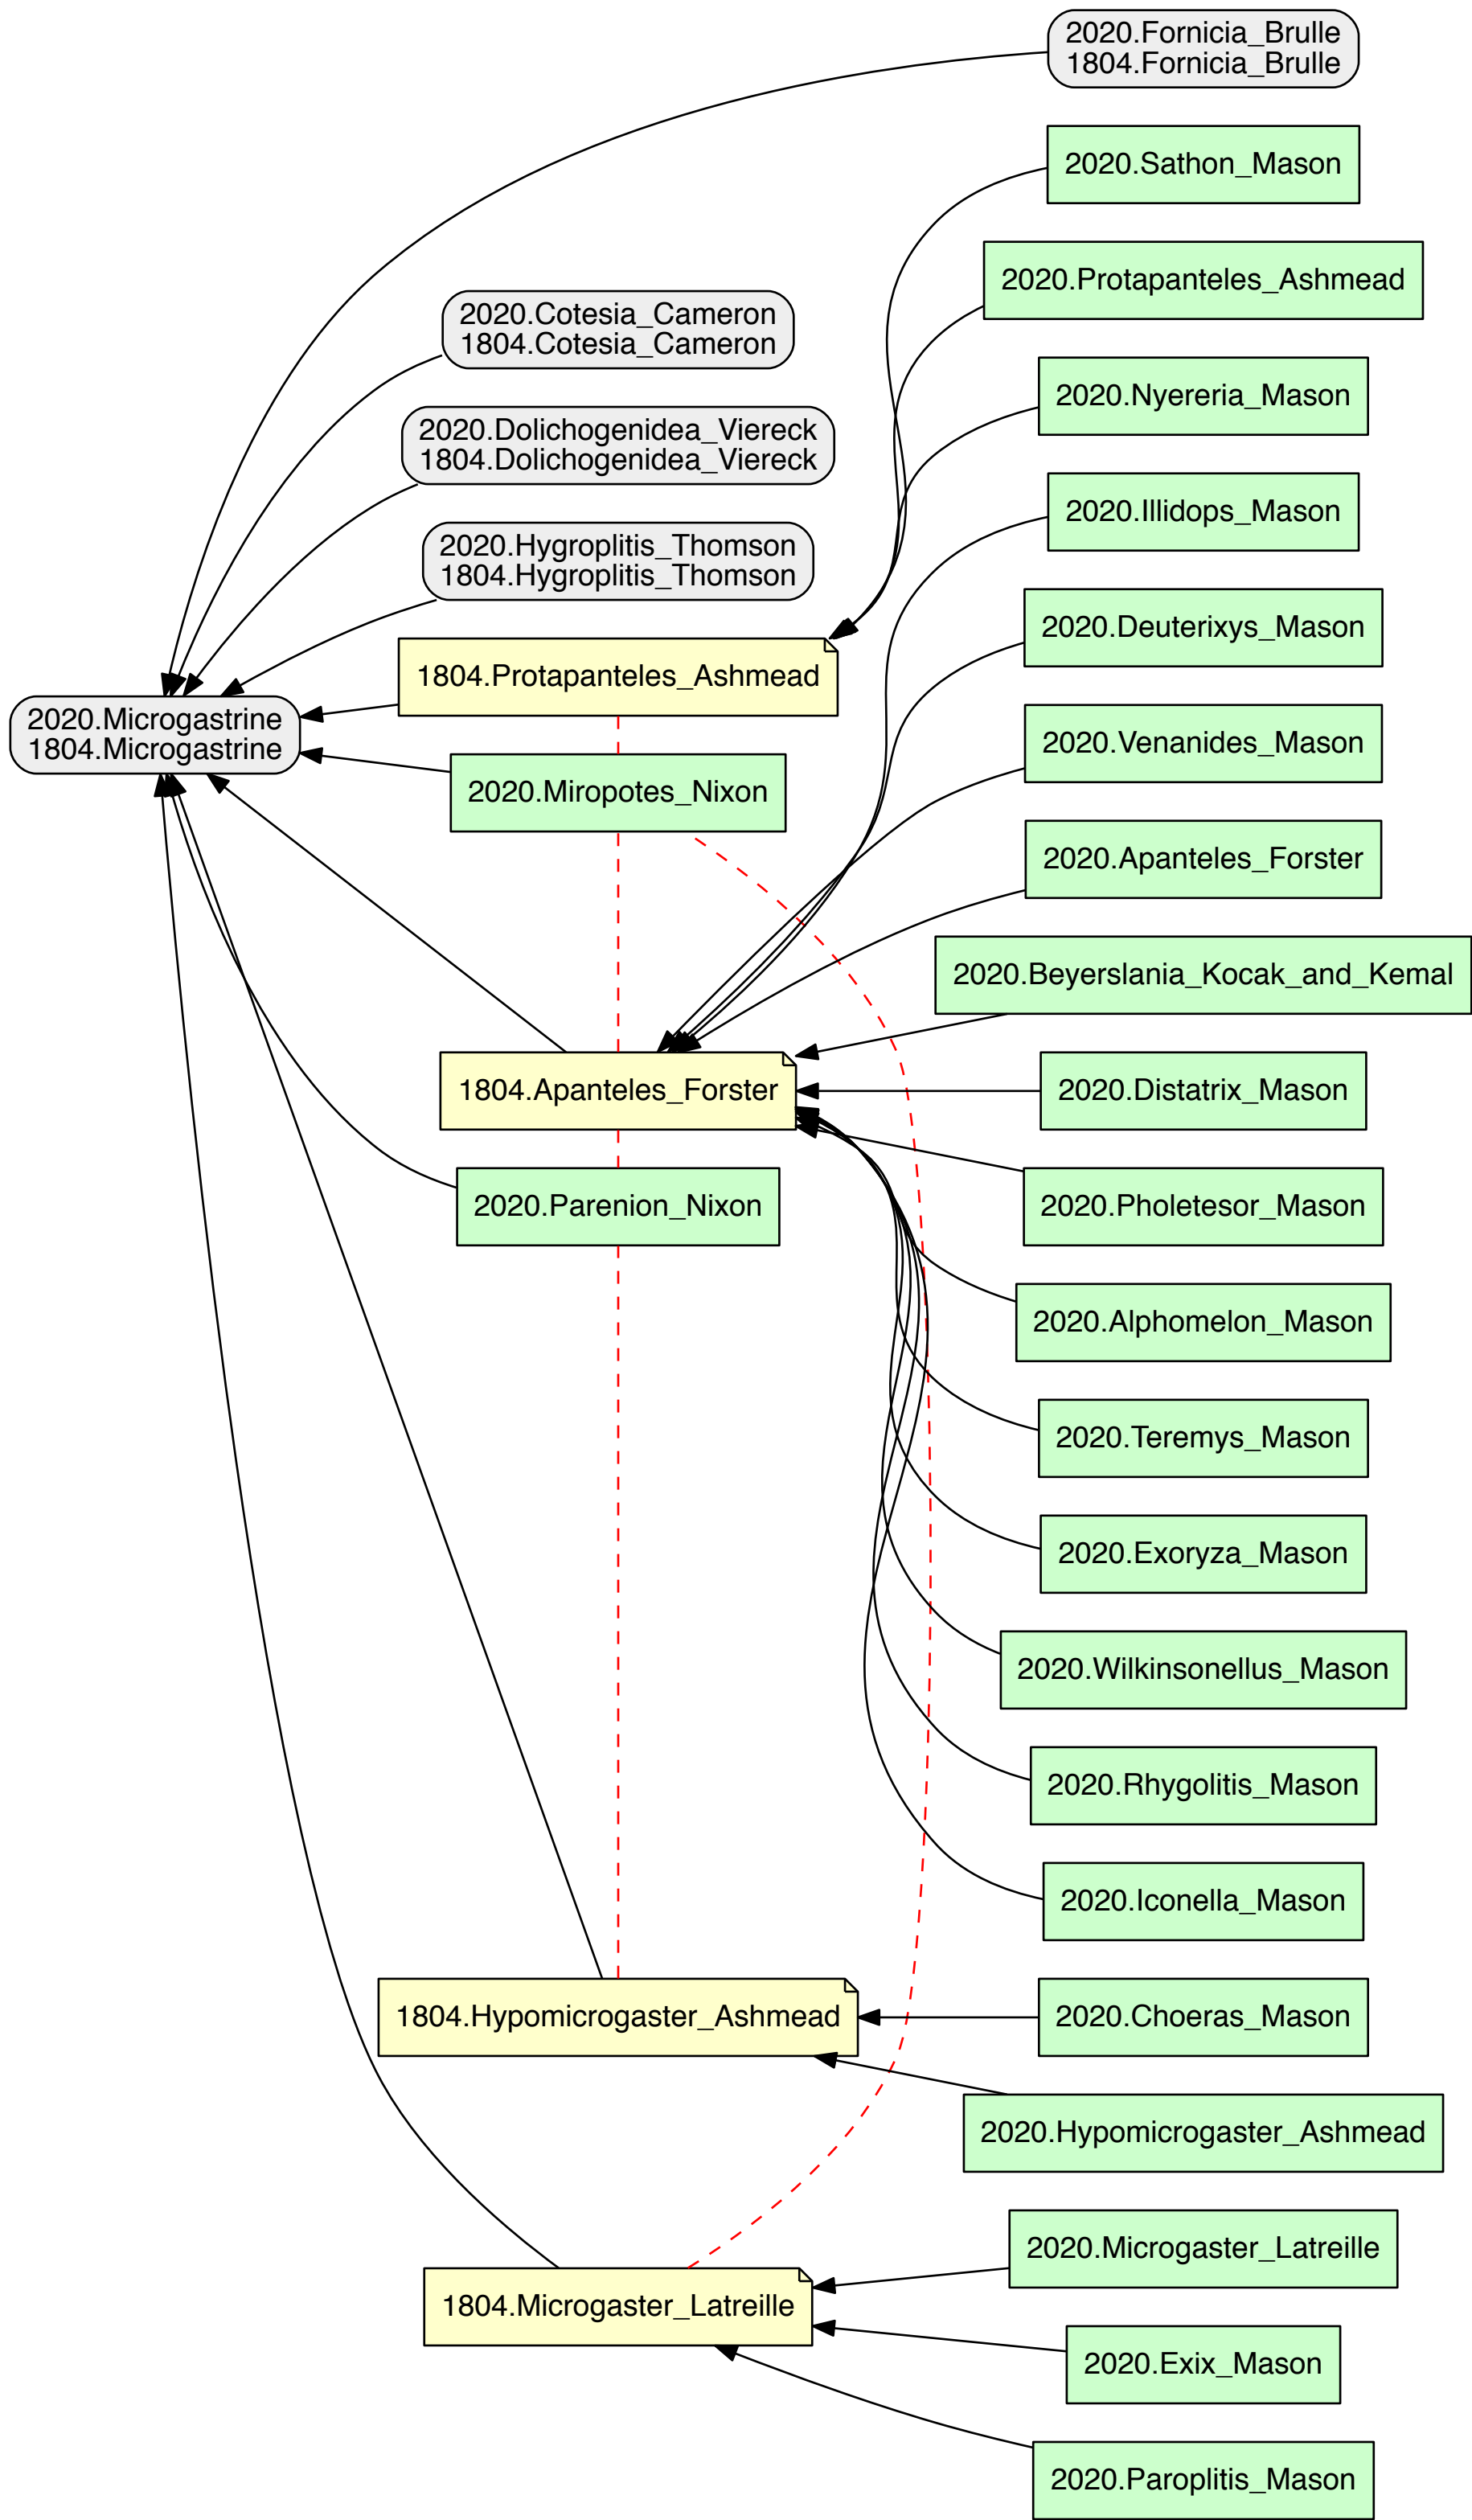 2020.Fornicia_Brulle
1804.Fornicia_Brulle
2020.Sathon_Mason
2020.Protapanteles_Ashmead
2020.Cotesia_Cameron
1804.Cotesia_Cameron
2020.Nyereria_Mason
2020.Dolichogenidea_Viereck
1804.Dolichogenidea_Viereck
2020.Illidops_Mason
2020.Hygroplitis_Thomson
1804.Hygroplitis_Thomson
2020.Deuterixys_Mason
1804.Protapanteles_Ashmead
2020.Microgastrine
1804.Microgastrine
2020.Venanides_Mason
2020.Miropotes_Nixon
2020.Apanteles_Forster
2020.Beyerslania_Kocak_and_Kemal
1804.Apanteles_Forster
2020.Distatrix_Mason
2020.Parenion_Nixon
2020.Pholetesor_Mason
2020.Alphomelon_Mason
2020.Teremys_Mason
2020.Exoryza_Mason
2020.Wilkinsonellus_Mason
2020.Rhygolitis_Mason
2020.Iconella_Mason
1804.Hypomicrogaster_Ashmead
2020.Choeras_Mason
2020.Hypomicrogaster_Ashmead
2020.Microgaster_Latreille
1804.Microgaster_Latreille
2020.Exix_Mason
2020.Paroplitis_Mason